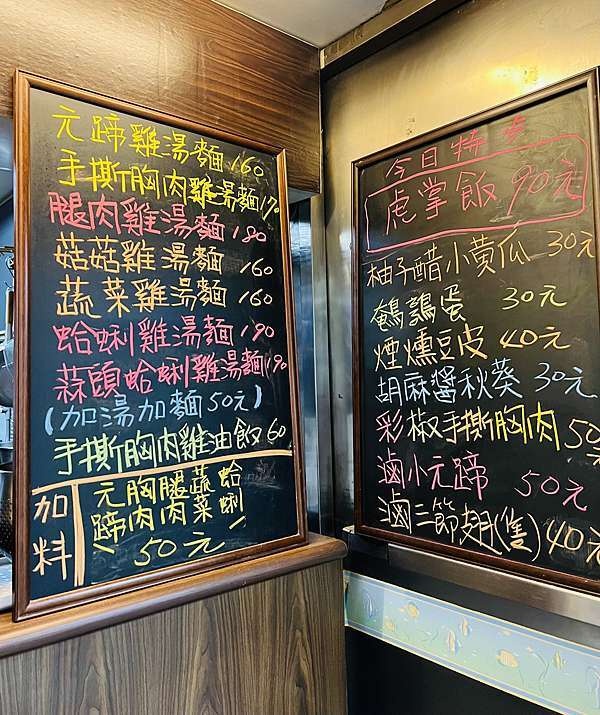 元蹄雞湯麵 160
手撕胸肉雞湯麵 170
腿肉雞湯麵 190
菇菇雞湯麵 160
蔬菜雞湯麵 160
蛤蜊雞湯麵 190
蒜頭蛤蜊雞湯麵 190
(加湯加麵50元)
手撕胸肉雞油飯 60
加料
元蹄 胸肉 腿肉 蔬菜 蛤蜊
50元
今日特步
虎掌飯 90元
柚子醋小黃瓜 30元
鵪鶉蛋 30元
煙燻豆皮 40元
胡麻醬秋葵 30元
彩椒手撕胸肉 50元
滷小元蹄 50元
滷二節翅(隻) 40元